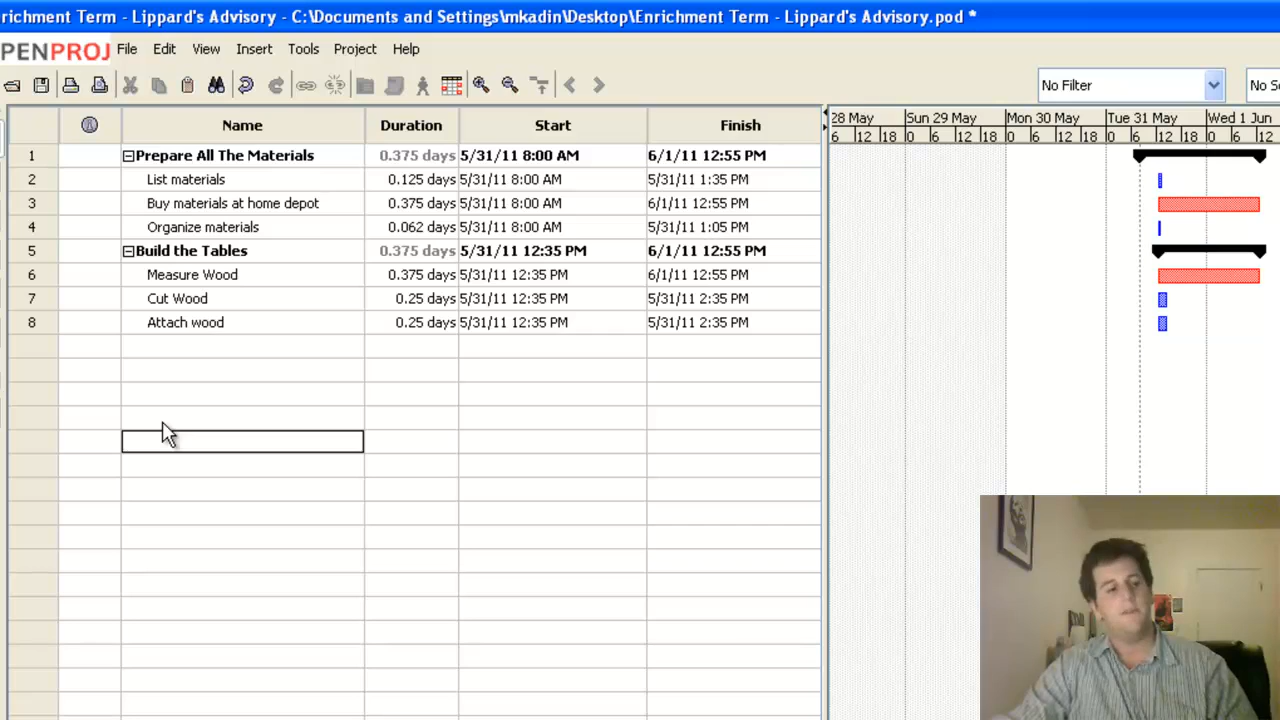 richment Term - Lippard's Advisory - C:\Documents and Settings\mkadin\Desktop\Enrichment Term - Lippard's Advisory.pod *
PENPROJ File Edit View Insert Tools Project Help
No Filter No S
Name Duration Start Finish
28 May Sun 29 May Mon 30 May Tue 31 May Wed 1 Jun
6 12 18 0 6 12 18 0 6 12 18 0 6 12 18 0 6 12
1 Prepare All The Materials 0.375 days 5/31/11 8:00 AM 6/1/11 12:55 PM
2 List materials 0.125 days 5/31/11 8:00 AM 5/31/11 1:35 PM
3 Buy materials at home depot 0.375 days 5/31/11 8:00 AM 6/1/11 12:55 PM
4 Organize materials 0.062 days 5/31/11 8:00 AM 5/31/11 1:05 PM
5 Build the Tables 0.375 days 5/31/11 12:35 PM 6/1/11 12:55 PM
6 Measure Wood 0.375 days 5/31/11 12:35 PM 6/1/11 12:55 PM
7 Cut Wood 0.25 days 5/31/11 12:35 PM 5/31/11 2:35 PM
8 Attach wood 0.25 days 5/31/11 12:35 PM 5/31/11 2:35 PM